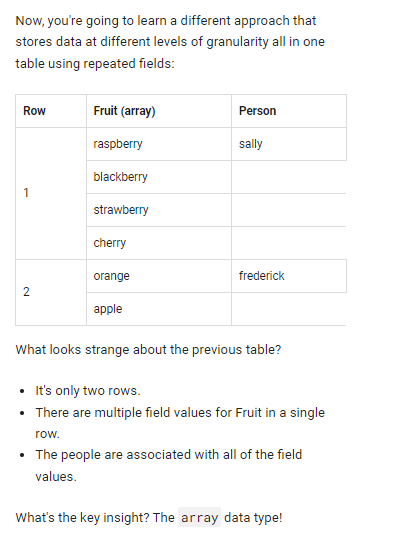 Now, you're going to learn a different approach that
stores data at different levels of granularity all in one
table using repeated fields:
Row Fruit (array) Person
1 raspberry sally
blackberry
strawberry
cherry
2 orange frederick
apple
What looks strange about the previous table?
• It's only two rows.
• There are multiple field values for Fruit in a single
row.
• The people are associated with all of the field
values.
What's the key insight? The array data type!